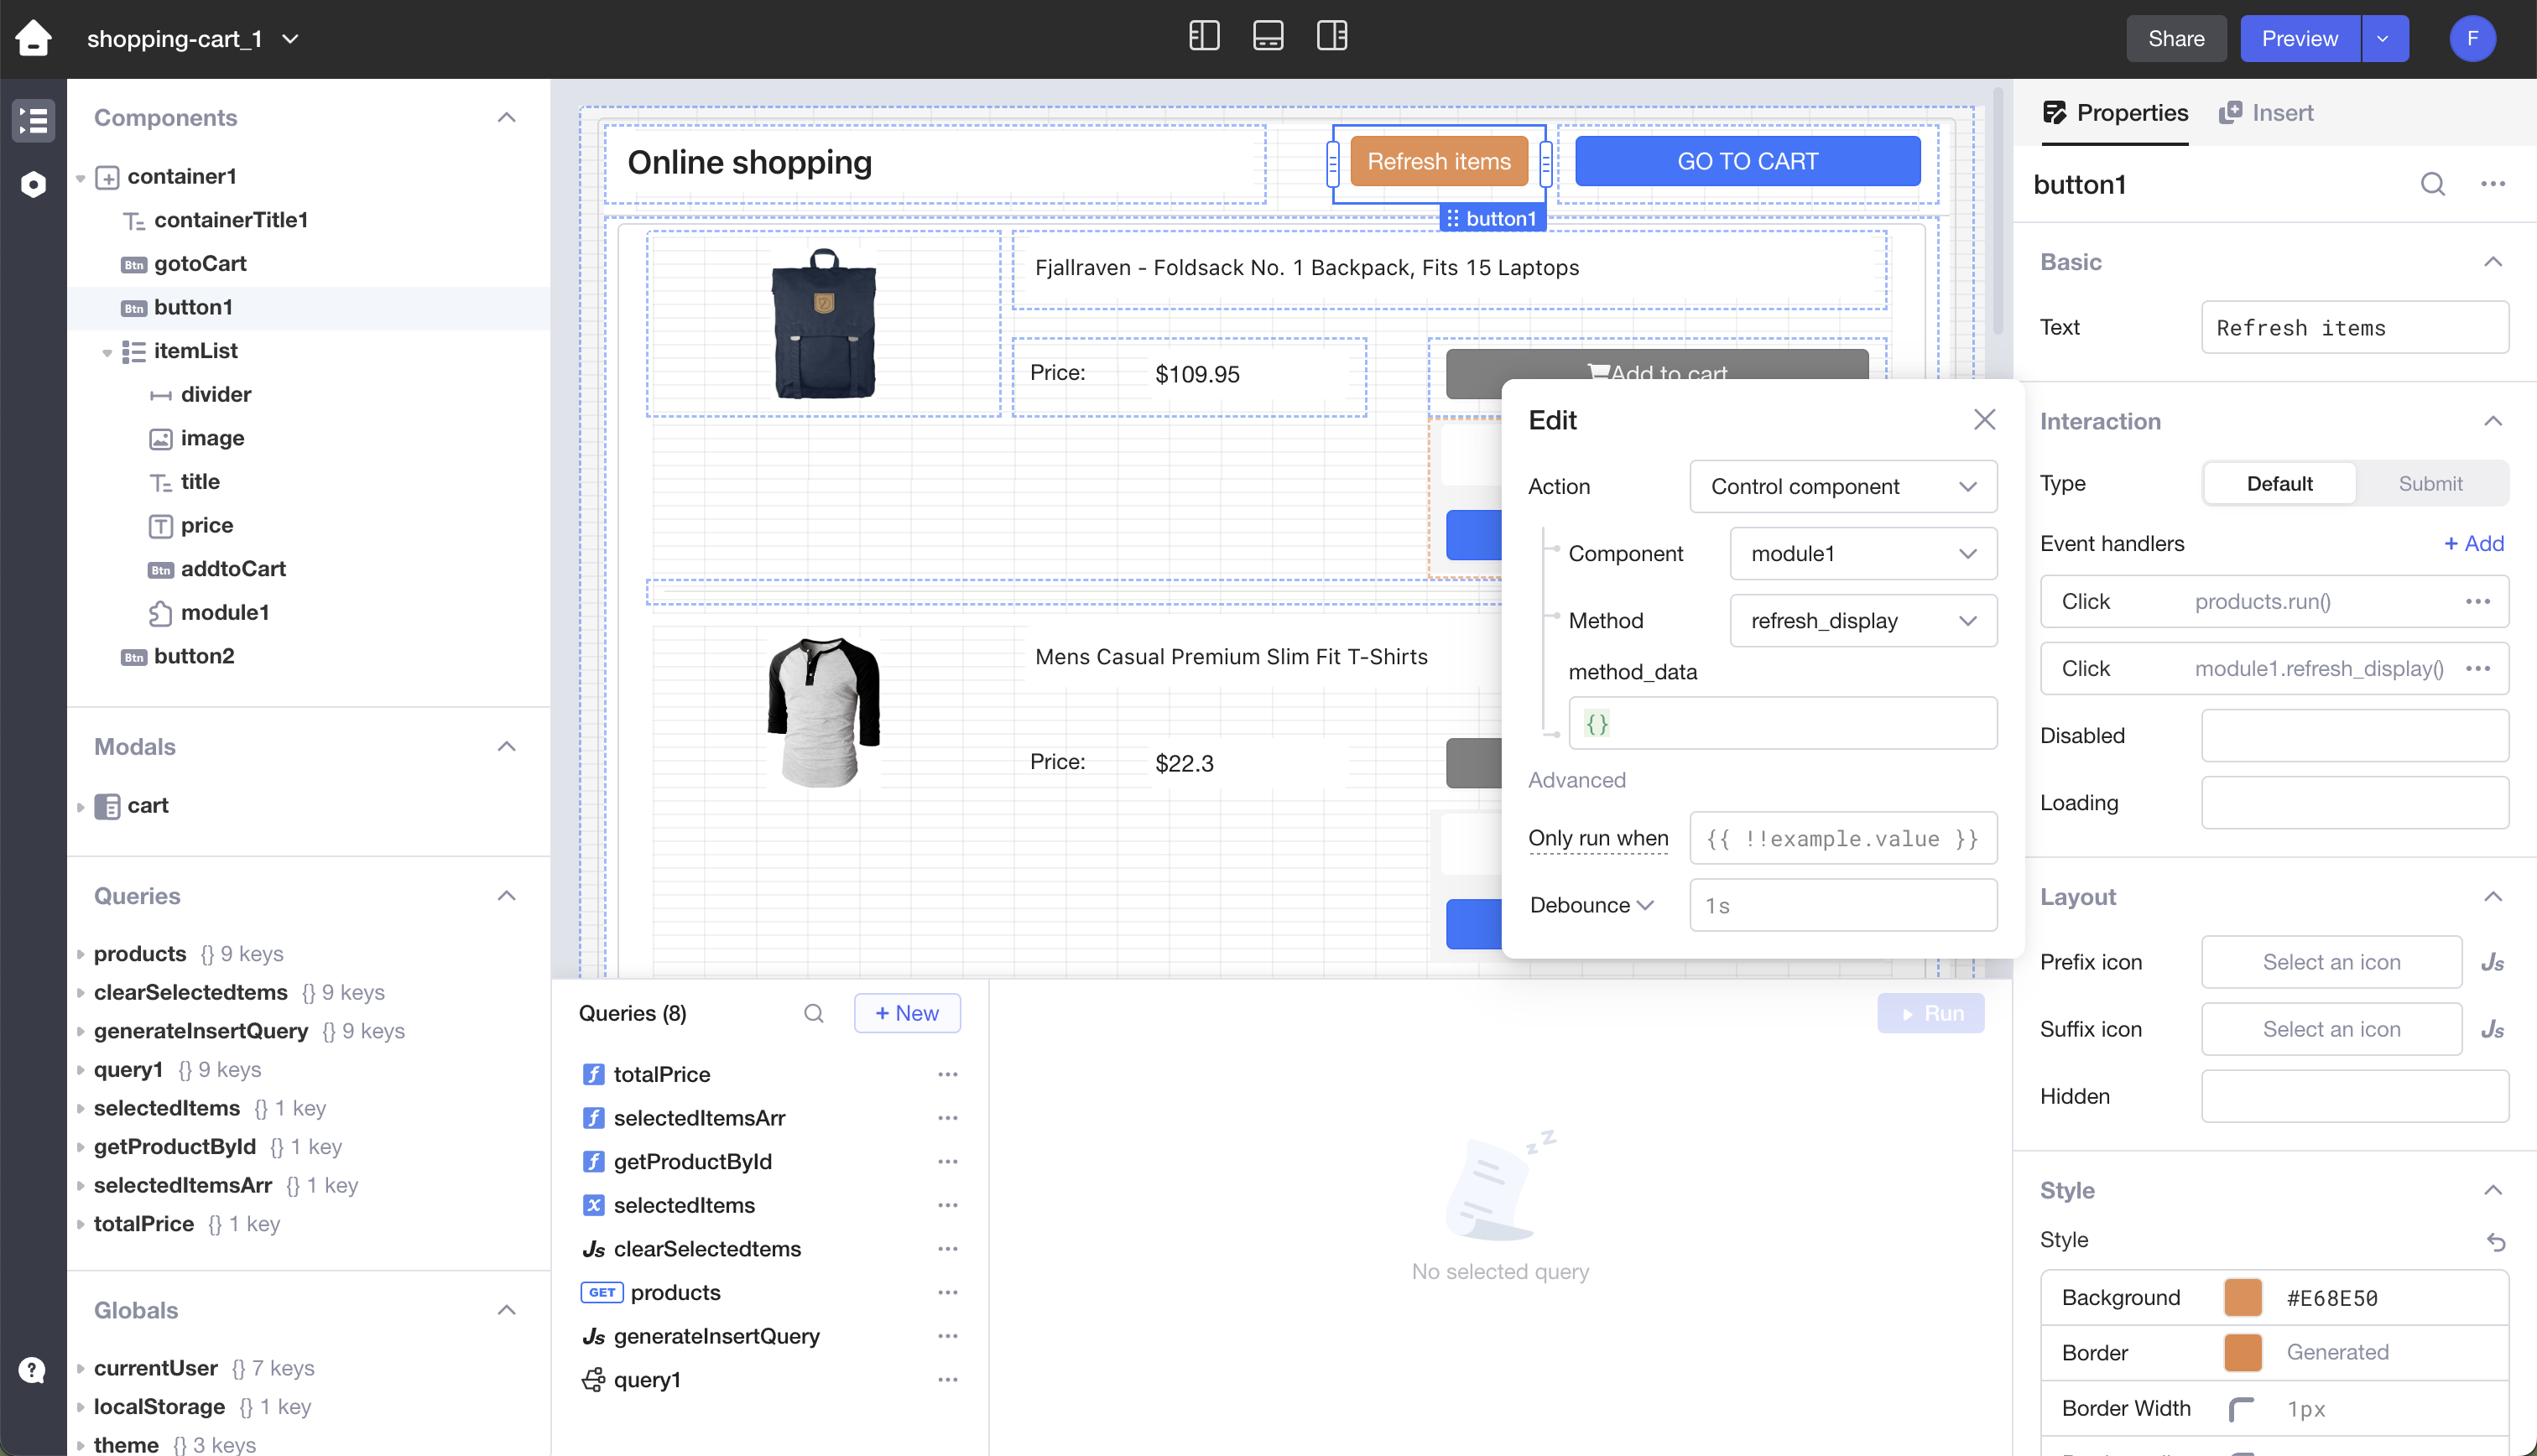 shopping-cart_1
Share
Preview
F
Components
container1
containerTitle1
Btn gotoCart
Btn button1
itemList
divider
image
title
price
Btn addtoCart
module1
Btn button2
Modals
cart
Queries
products {} 9 keys
clearSelectedtems {} 9 keys
generateInsertQuery {} 9 keys
query1 {} 9 keys
selectedItems {} 1 key
getProductById {} 1 key
selectedItemsArr {} 1 key
totalPrice {} 1 key
Globals
currentUser {} 7 keys
localStorage {} 1 key
theme {} 3 keys
Online shopping
Refresh items
GO TO CART
button1
Fjallraven - Foldsack No. 1 Backpack, Fits 15 Laptops
Price: $109.95
Add to cart
Mens Casual Premium Slim Fit T-Shirts
Price: $22.3
Edit
Action Control component
Component module1
Method refresh_display
method_data
{}
Advanced
Only run when {{ !!example.value }}
Debounce 1s
Queries (8)
+ New
Run
totalPrice
selectedItemsArr
getProductById
selectedItems
Js clearSelectedtems
GET products
Js generateInsertQuery
query1
No selected query
Properties
Insert
button1
Basic
Text Refresh items
Interaction
Type Default Submit
Event handlers + Add
Click products.run()
Click module1.refresh_display()
Disabled
Loading
Layout
Prefix icon Select an icon Js
Suffix icon Select an icon Js
Hidden
Style
Style
Background #E68E50
Border Generated
Border Width 1px